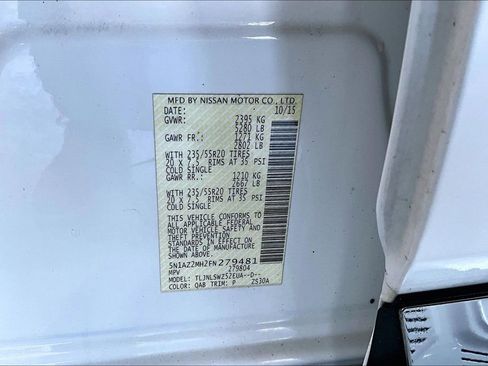 MFD BY NISSAN MOTOR CO., LTD.
DATE: 10/15
GVWR: 2395 KG
5280 LB
GAWR FR: 1271 KG
2802 LB
WITH 235/55R20 TIRES
20 X 7.5 RIMS AT 35 PSI
COLD SINGLE
GAWR RR: 1210 KG
2667 LB
WITH 235/55R20 TIRES
20 X 7.5 RIMS AT 35 PSI
COLD SINGLE
THIS VEHICLE CONFORMS TO
ALL APPLICABLE FEDERAL
MOTOR VEHICLE SAFETY
STANDARDS IN EFFECT ON
THE DATE OF MANUFACTURE
SHOWN ABOVE.
5N1AZ2MH2FN279481
MPV 279804
TLJNLSWZ52EUA--D--
COLOR: QAB TRIM: P ZS30A